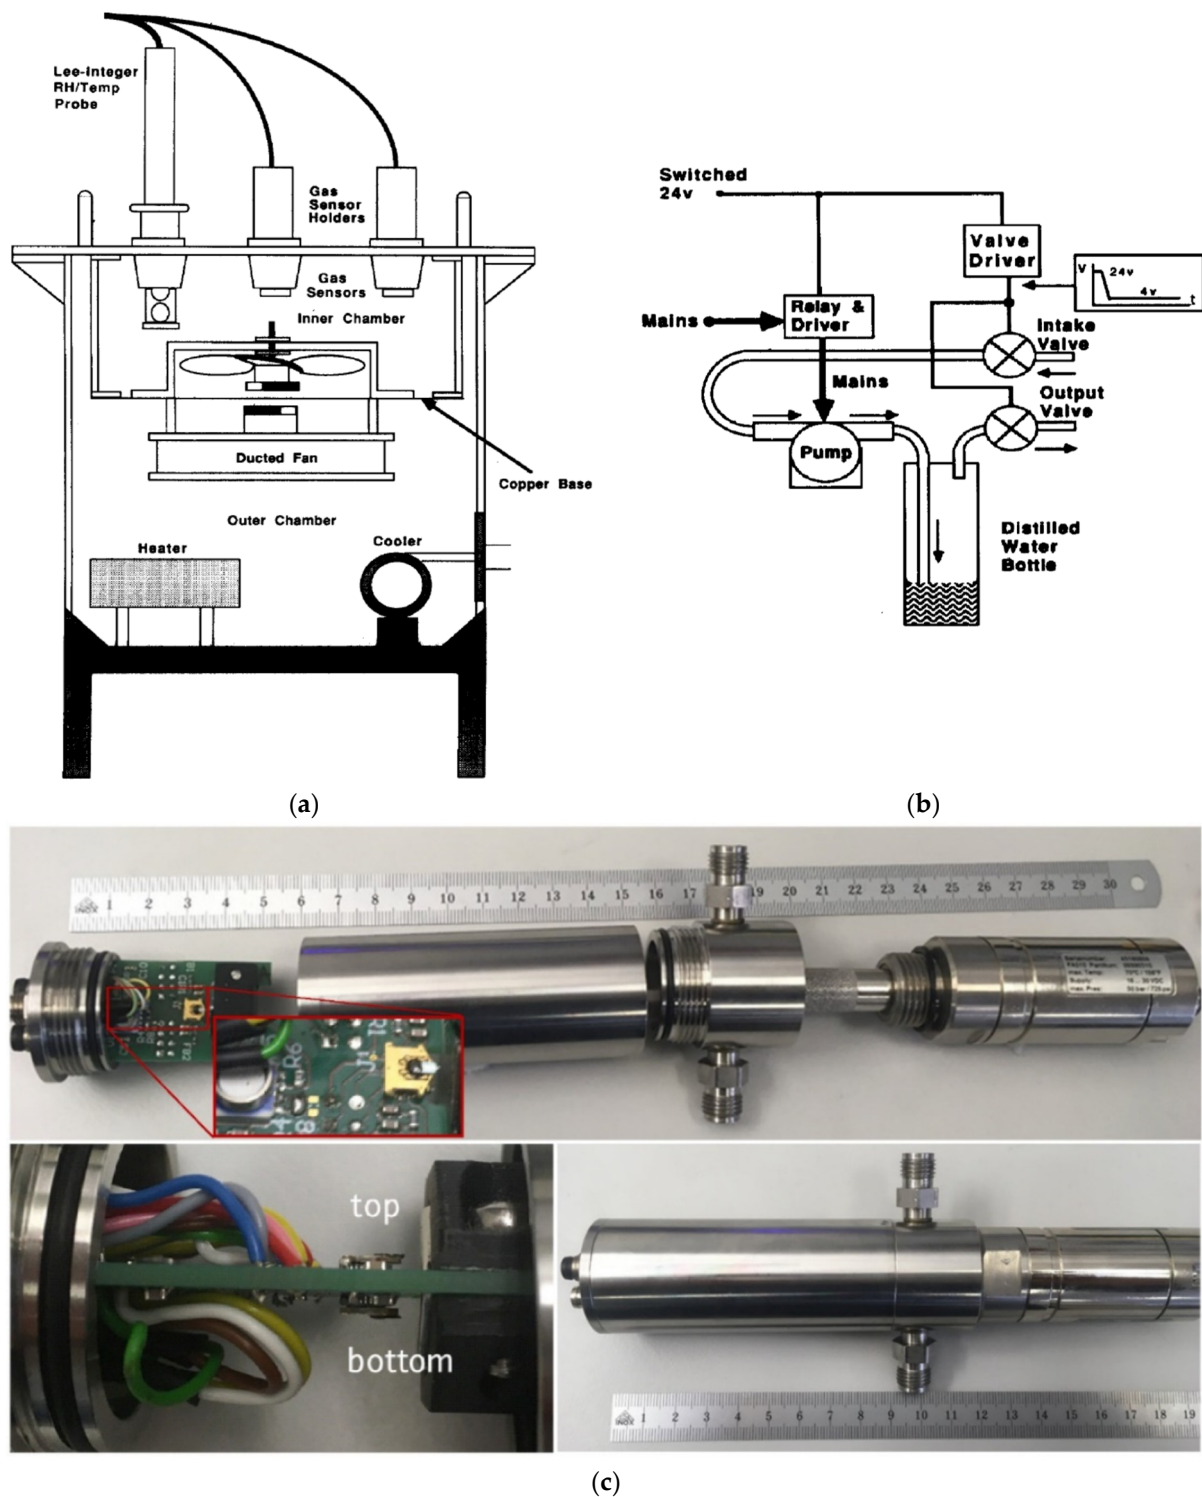 Lee-Integer
RH/Temp
Probe
Gas
Sensor
Holders
Gas
Sensors
Inner Chamber
Ducted Fan
Copper Base
Outer Chamber
Heater
Cooler
(a)
Switched
24v
Valve
Driver
V
24v
4v
t
Relay &
Driver
Mains
Intake
Valve
Mains
Output
Valve
Pump
Distilled
Water
Bottle
(b)
INOX 1 2 3 4 5 6 7 8 9 10 11 12 13 14 15 16 17 19 20 21 22 23 24 25 26 27 28 29 30
R6
J1
top
bottom
INOX 1 2 3 4 5 6 7 8 9 10 11 12 13 14 15 16 17 18 19
(c)